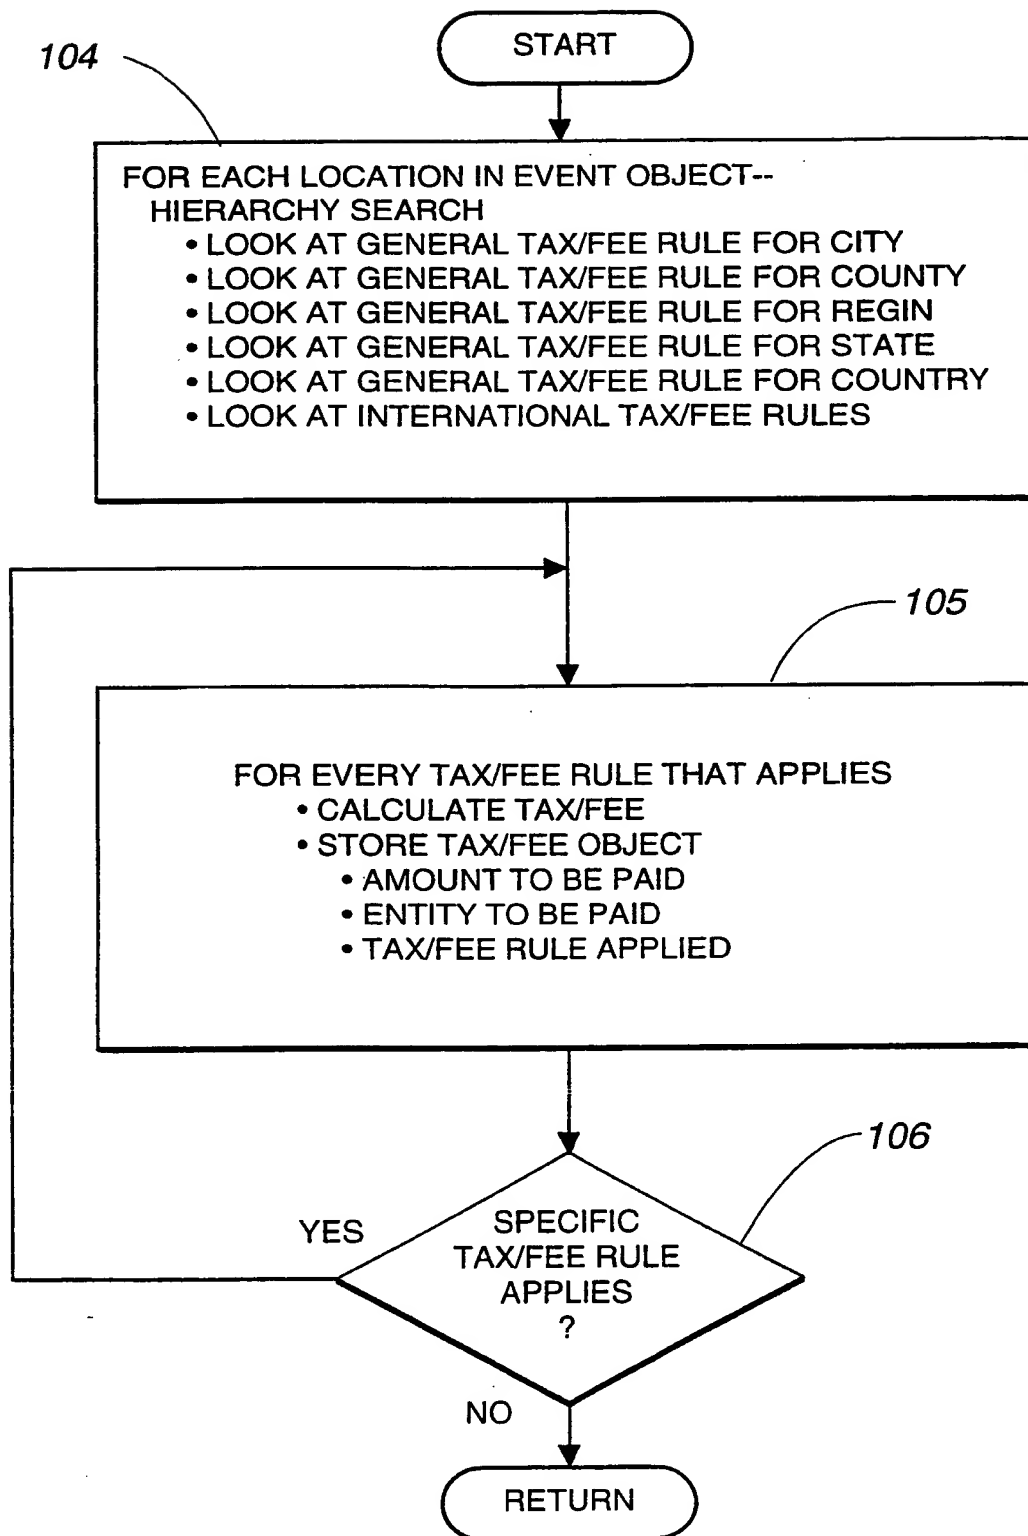 START
104
FOR EACH LOCATION IN EVENT OBJECT--
HIERARCHY SEARCH
• LOOK AT GENERAL TAX/FEE RULE FOR CITY
• LOOK AT GENERAL TAX/FEE RULE FOR COUNTY
• LOOK AT GENERAL TAX/FEE RULE FOR REGIN
• LOOK AT GENERAL TAX/FEE RULE FOR STATE
• LOOK AT GENERAL TAX/FEE RULE FOR COUNTRY
• LOOK AT INTERNATIONAL TAX/FEE RULES
105
FOR EVERY TAX/FEE RULE THAT APPLIES
• CALCULATE TAX/FEE
• STORE TAX/FEE OBJECT
• AMOUNT TO BE PAID
• ENTITY TO BE PAID
• TAX/FEE RULE APPLIED
106
YES
SPECIFIC
TAX/FEE RULE
APPLIES
?
NO
RETURN